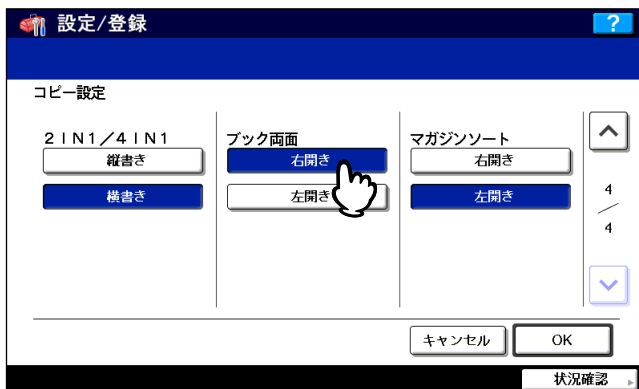 設定/登録
?
コピー設定
2IN1/4IN1
縦書き
横書き
ブック両面
右開き
左開き
マガジンソート
右開き
左開き
4
/
4
キャンセル
OK
状況確認